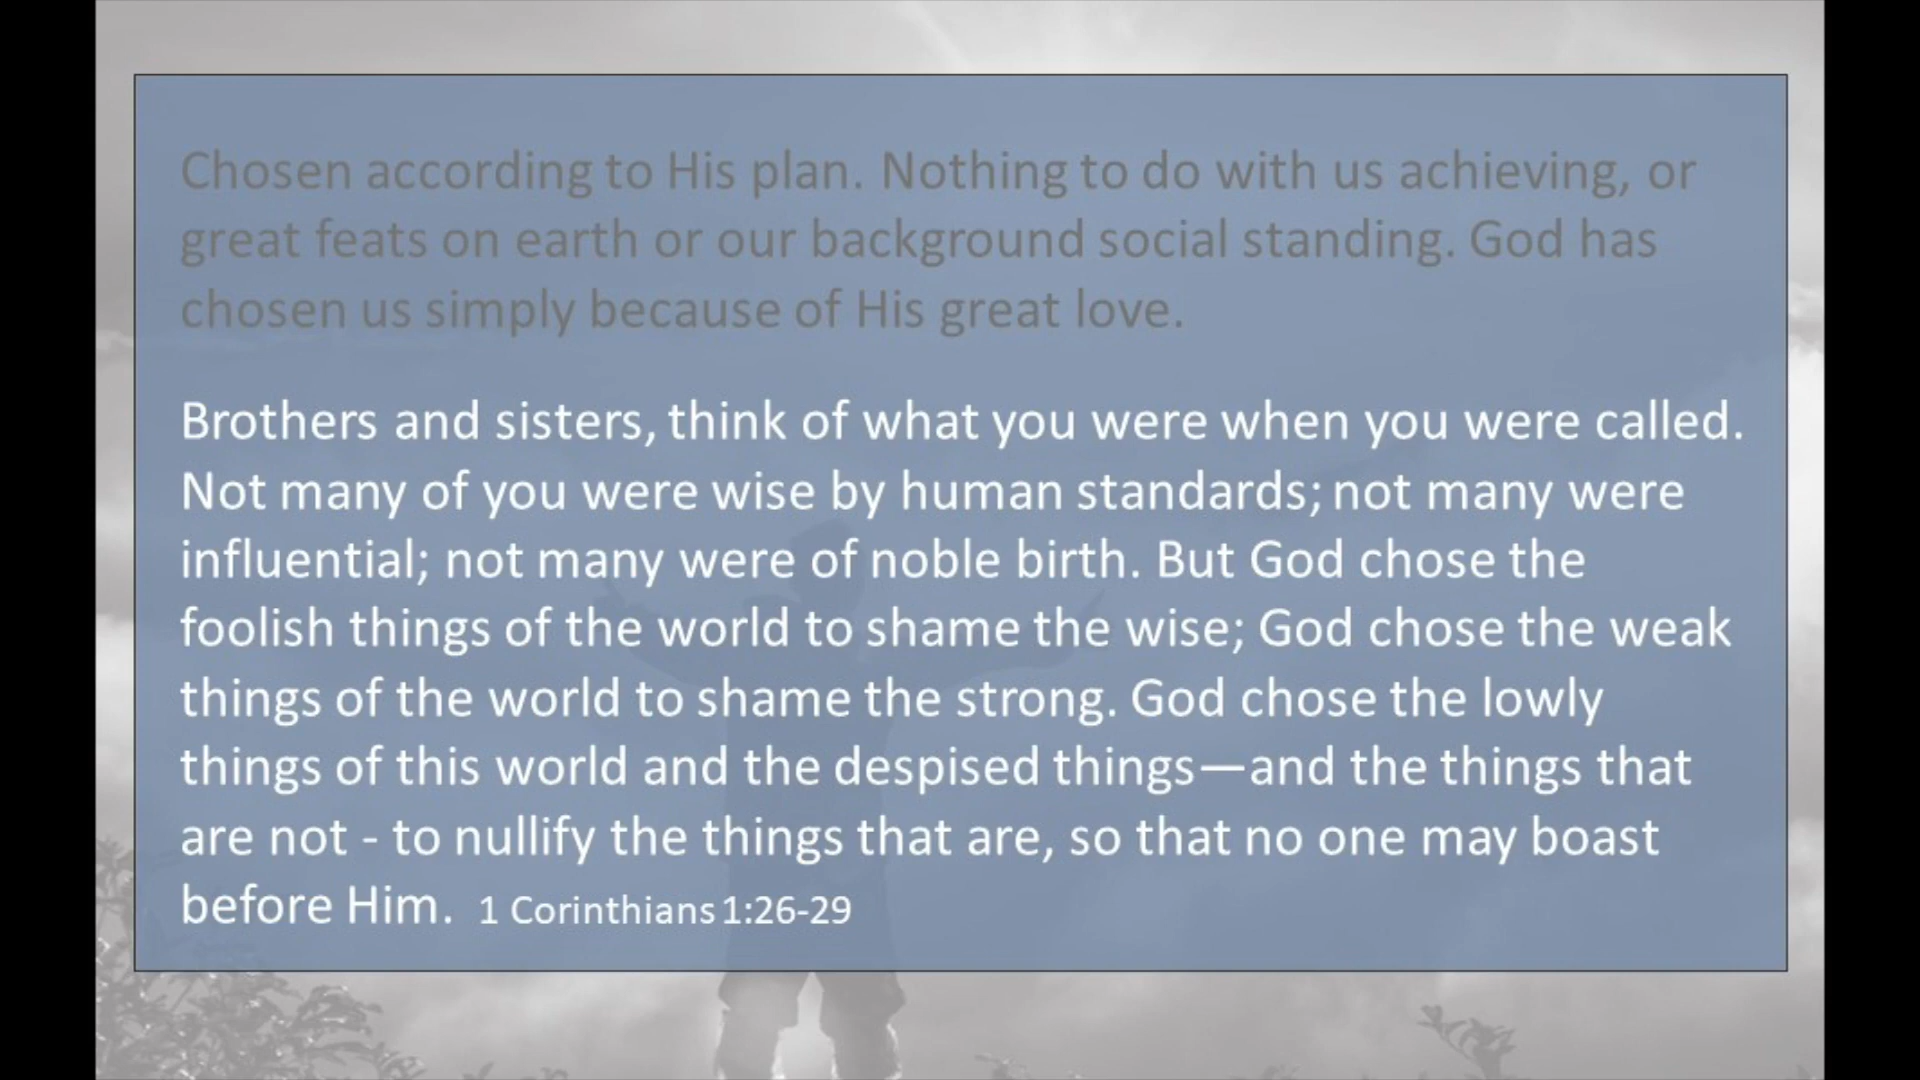 Chosen according to His plan. Nothing to do with us achieving, or
great feats on earth or our background social standing. God has
chosen us simply because of His great love.
Brothers and sisters, think of what you were when you were called.
Not many of you were wise by human standards; not many were
influential; not many were of noble birth. But God chose the
foolish things of the world to shame the wise; God chose the weak
things of the world to shame the strong. God chose the lowly
things of this world and the despised things—and the things that
are not - to nullify the things that are, so that no one may boast
before Him. 1 Corinthians 1:26-29